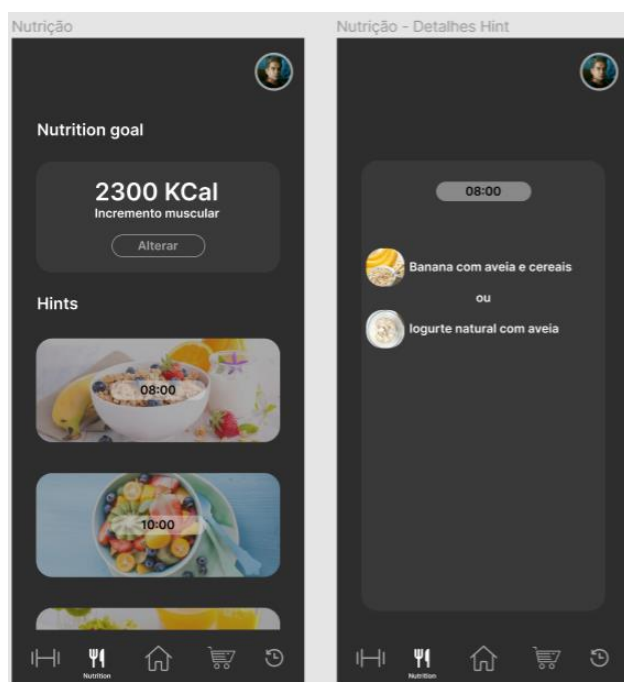 Nutrição
Nutrition goal
2300 KCal
Incremento muscular
Alterar
Hints
08:00
10:00
Nutrition
Nutrição - Detalhes Hint
08:00
Banana com aveia e cereais
ou
Iogurte natural com aveia
Nutrition